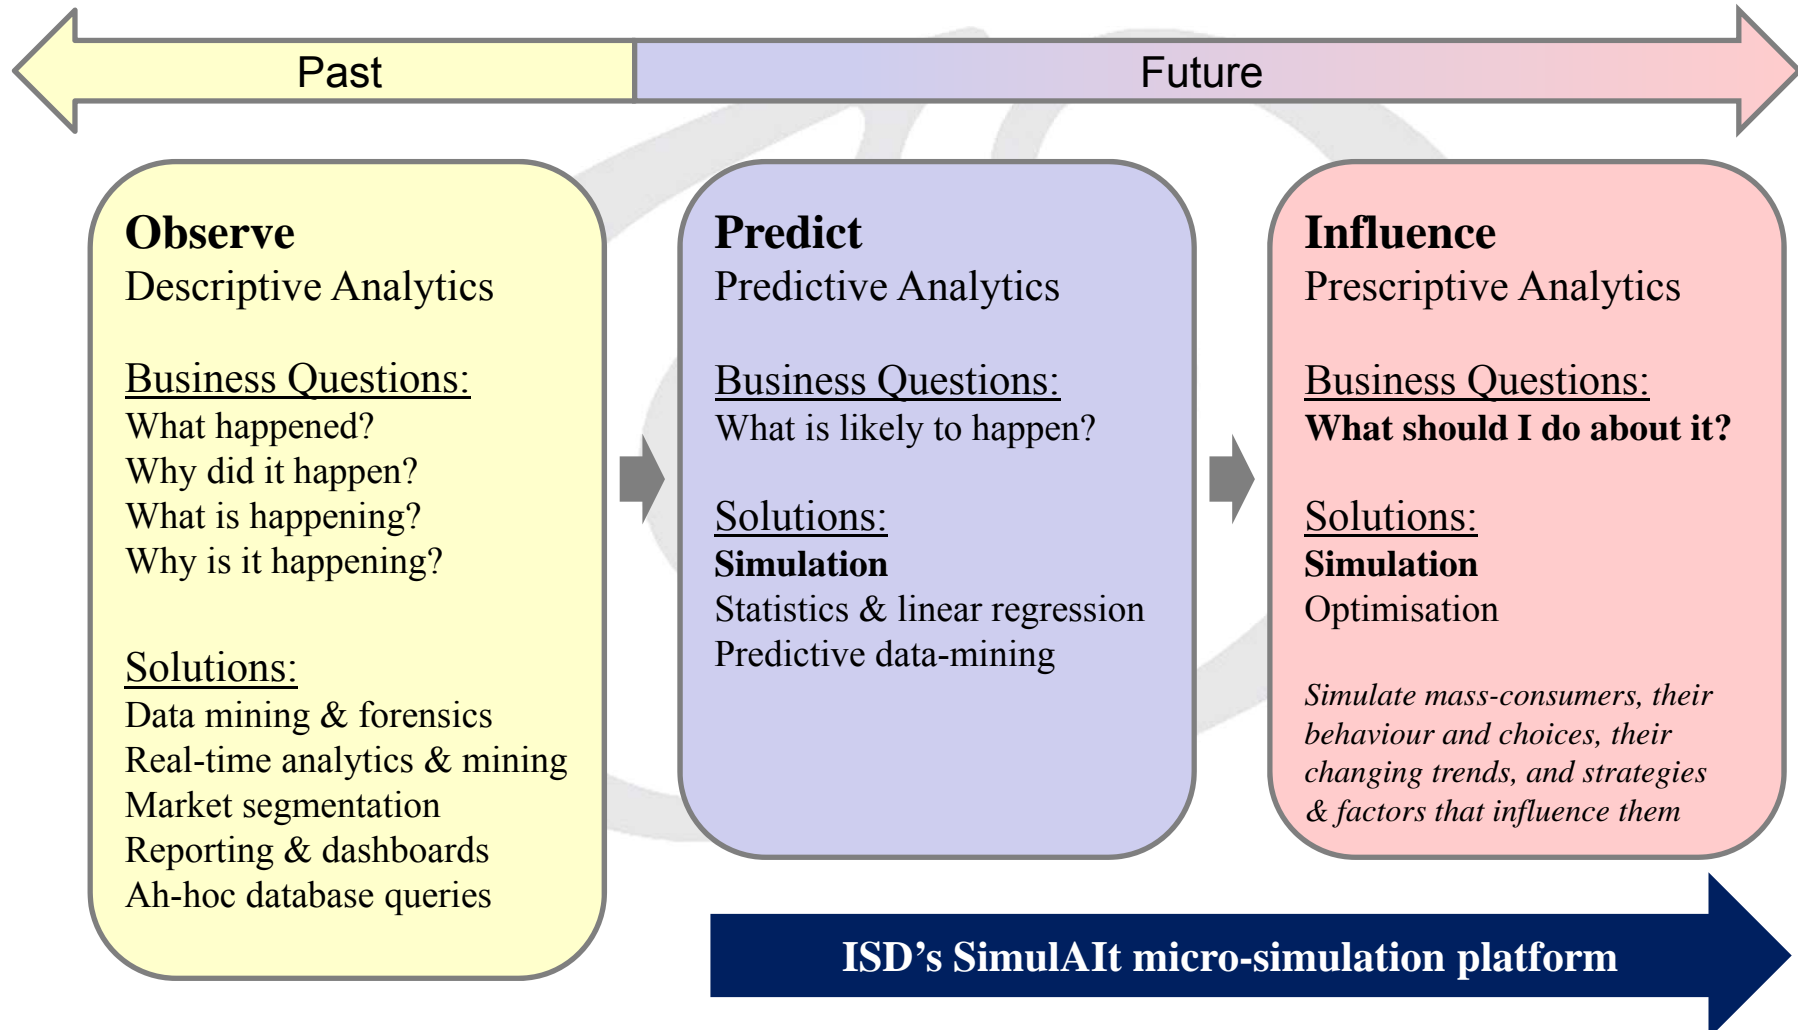 Past
Future
Observe
Descriptive Analytics
Business Questions:
What happened?
Why did it happen?
What is happening?
Why is it happening?
Solutions:
Data mining & forensics
Real-time analytics & mining
Market segmentation
Reporting & dashboards
Ah-hoc database queries
Predict
Predictive Analytics
Business Questions:
What is likely to happen?
Solutions:
Simulation
Statistics & linear regression
Predictive data-mining
Influence
Prescriptive Analytics
Business Questions:
What should I do about it?
Solutions:
Simulation
Optimisation
Simulate mass-consumers, their
behaviour and choices, their
changing trends, and strategies
& factors that influence them
ISD’s SimulAIt micro-simulation platform